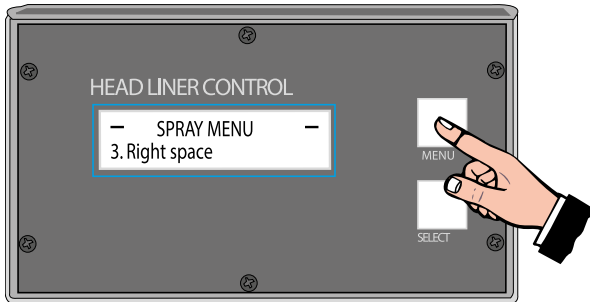 HEAD LINER CONTROL
– SPRAY MENU –
3. Right space
MENU
SELECT